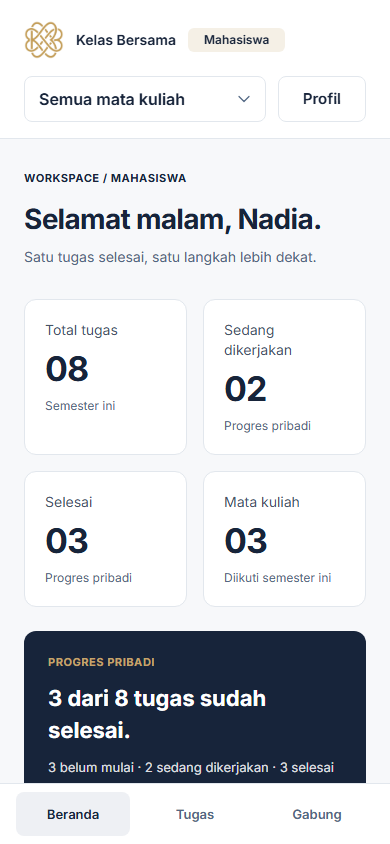 Kelas Bersama
Mahasiswa
Semua mata kuliah
Profil
WORKSPACE / MAHASISWA
Selamat malam, Nadia.
Satu tugas selesai, satu langkah lebih dekat.
Total tugas
08
Semester ini
Sedang
dikerjakan
02
Progres pribadi
Selesai
03
Progres pribadi
Mata kuliah
03
Diikuti semester ini
PROGRES PRIBADI
3 dari 8 tugas sudah
selesai.
3 belum mulai · 2 sedang dikerjakan · 3 selesai
Beranda
Tugas
Gabung